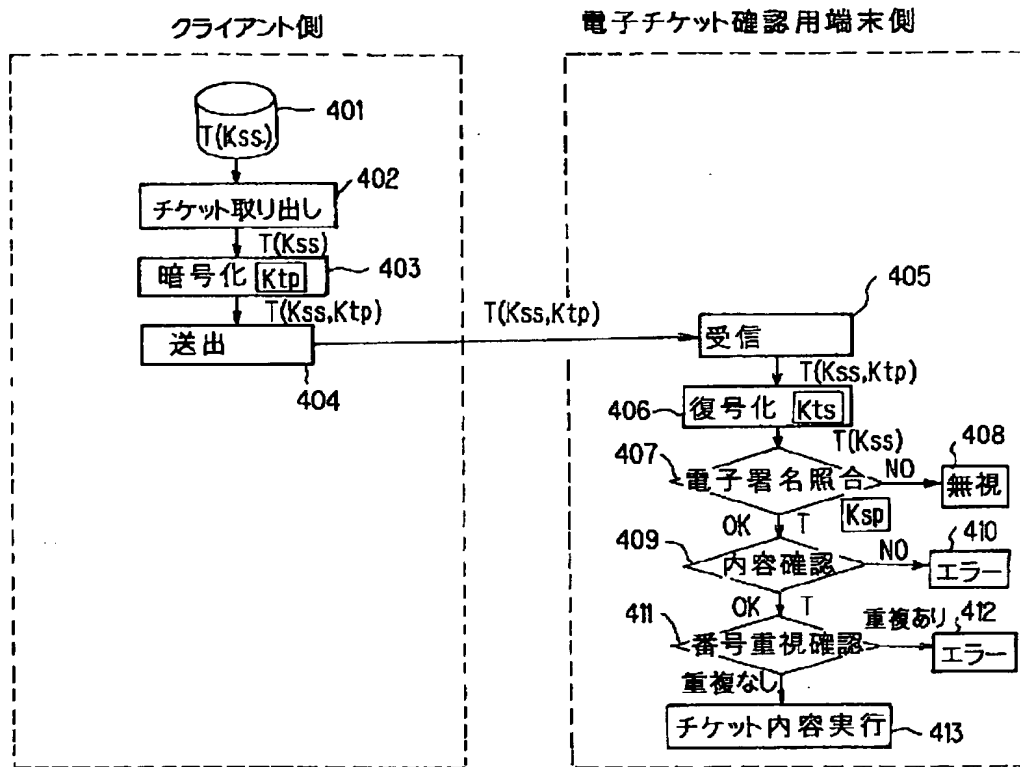 クライアント側
電子チケット確認用端末側
T(Kss)
401
チケット取り出し
402
T(Kss)
暗号化 Ktp
403
T(Kss,Ktp)
送出
404
T(Kss,Ktp)
受信
405
T(Kss,Ktp)
復号化 Kts
406
T(Kss)
電子署名照合
407
NO
無視
408
OK T
Ksp
内容確認
409
NO
エラー
410
OK T
番号重視確認
411
重複あり
エラー
412
重複なし
チケット内容実行
413